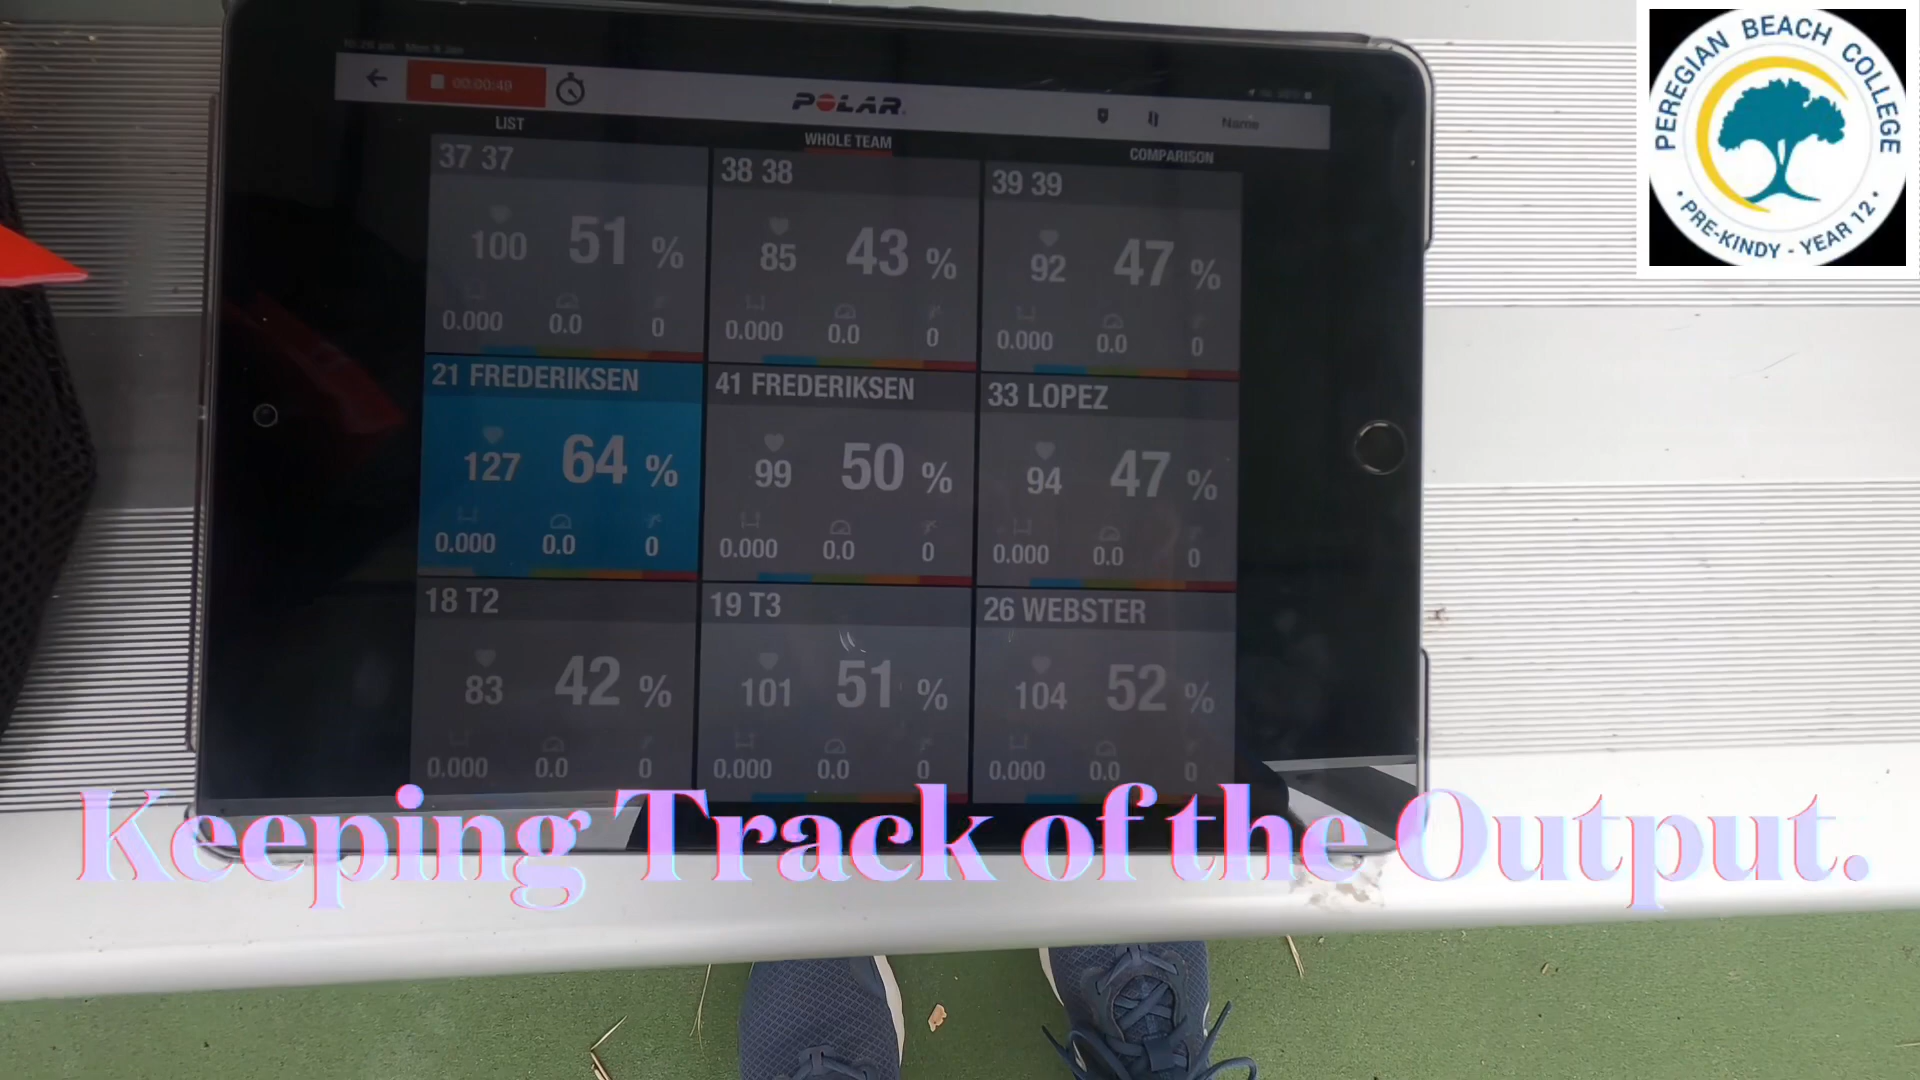 PEREGIAN BEACH COLLEGE
• PRE-KINDY - YEAR 12 •
00:00:49
POLAR
Name
LIST
WHOLE TEAM
COMPARISON
37 37
100 51 %
0.000 0.0 0
38 38
85 43 %
0.000 0.0 0
39 39
92 47 %
0.000 0.0 0
21 FREDERIKSEN
127 64 %
0.000 0.0 0
41 FREDERIKSEN
99 50 %
0.000 0.0 0
33 LOPEZ
94 47 %
0.000 0.0 0
18 T2
83 42 %
0.000 0.0 0
19 T3
101 51 %
0.000 0.0 0
26 WEBSTER
104 52 %
0.000 0.0 0
Keeping Track of the Output.